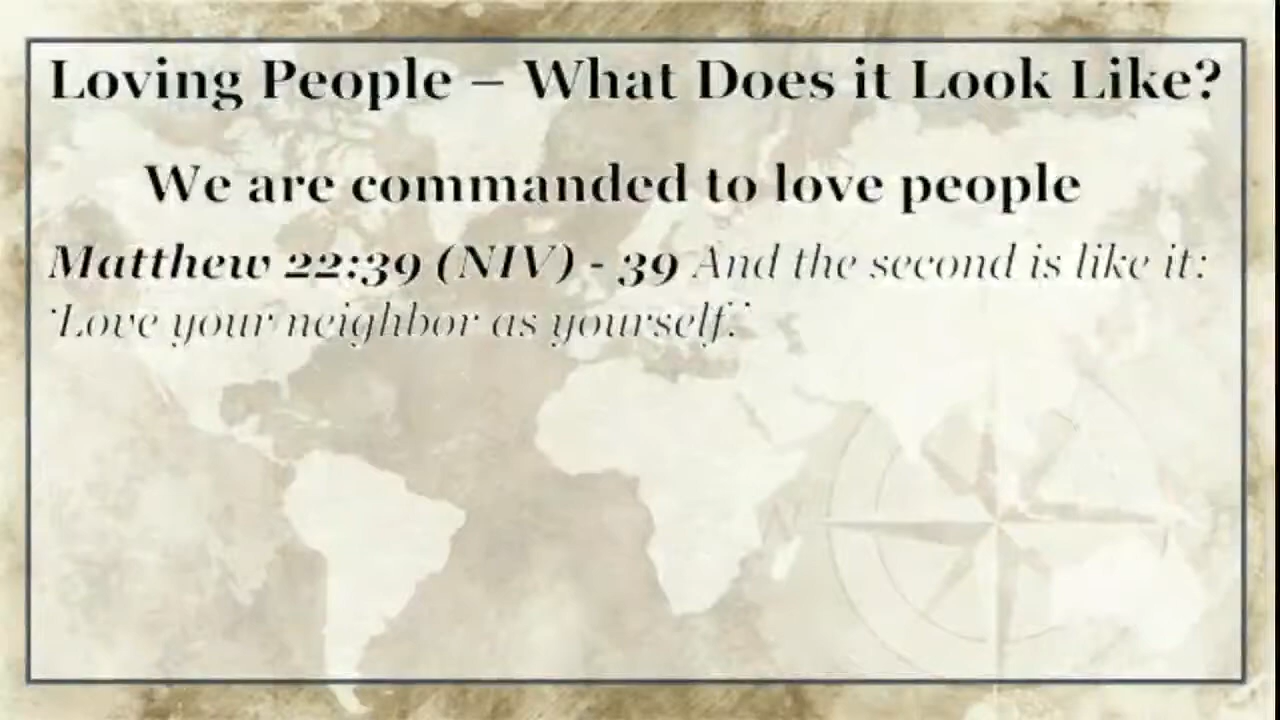 Loving People – What Does it Look Like?
We are commanded to love people
Matthew 22:39 (NIV) - 39 And the second is like it:
‘Love your neighbor as yourself.’